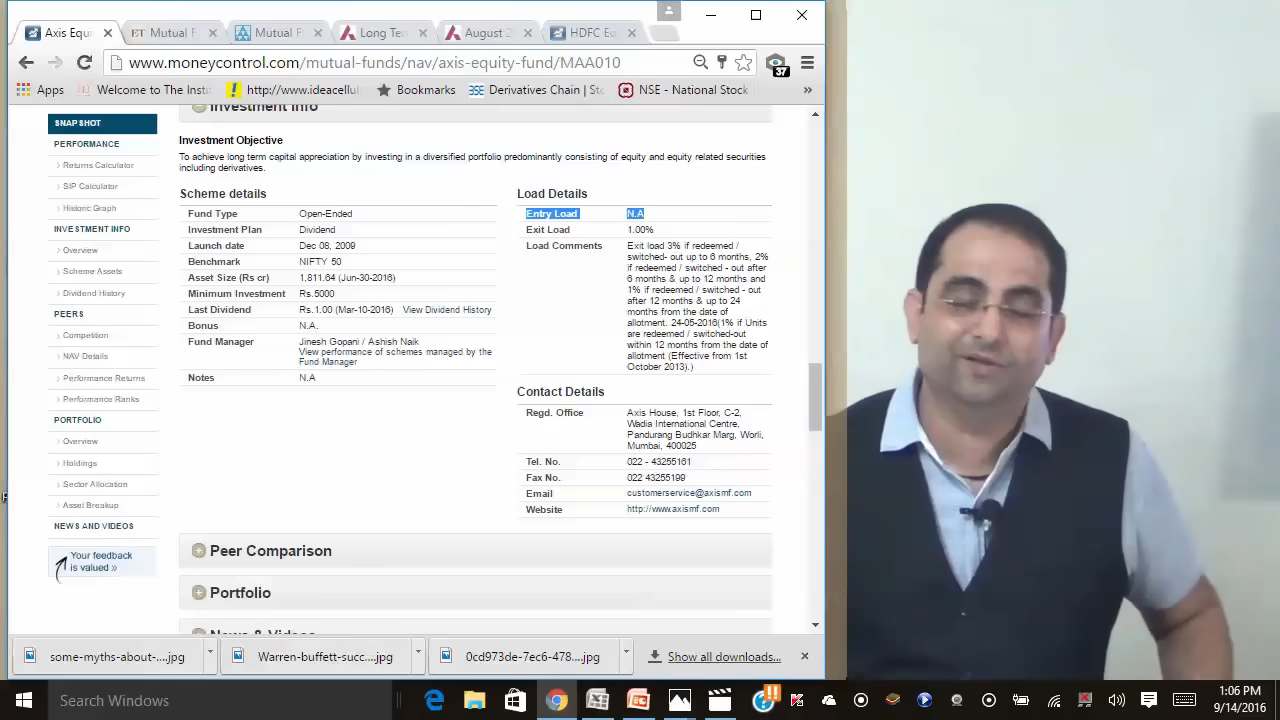 Axis Equ
Mutual F
Mutual F
Long Te
August 2
HDFC Eq
www.moneycontrol.com/mutual-funds/nav/axis-equity-fund/MAA010
37
Apps
Welcome to The Inst
http://www.ideacellul
Bookmarks
Derivatives Chain | St
NSE - National Stock
»
SNAPSHOT
PERFORMANCE
Returns Calculator
SIP Calculator
Historic Graph
INVESTMENT INFO
Overview
Scheme Assets
Dividend History
PEERS
Competition
NAV Details
Performance Returns
Performance Ranks
PORTFOLIO
Overview
Holdings
Sector Allocation
Asset Breakup
NEWS AND VIDEOS
Your feedback
is valued »
Investment Info
Investment Objective
To achieve long term capital appreciation by investing in a diversified portfolio predominantly consisting of equity and equity related securities
including derivatives.
Scheme details
Fund Type Open-Ended
Investment Plan Dividend
Launch date Dec 08, 2009
Benchmark NIFTY 50
Asset Size (Rs cr) 1,811.64 (Jun-30-2016)
Minimum Investment Rs.5000
Last Dividend Rs.1.00 (Mar-10-2016) View Dividend History
Bonus N.A.
Fund Manager Jinesh Gopani / Ashish Naik
View performance of schemes managed by the
Fund Manager
Notes N.A
Load Details
Entry Load N.A
Exit Load 1.00%
Load Comments Exit load 3% if redeemed /
switched- out up to 6 months, 2%
if redeemed / switched - out after
6 months & up to 12 months and
1% if redeemed / switched - out
after 12 months & up to 24
months from the date of
allotment. 24-05-2016(1% if Units
are redeemed / switched-out
within 12 months from the date of
allotment (Effective from 1st
October 2013).)
Contact Details
Regd. Office Axis House, 1st Floor, C-2,
Wadia International Centre,
Pandurang Budhkar Marg, Worli,
Mumbai, 400025
Tel. No. 022 - 43255161
Fax No. 022 43255199
Email customerservice@axismf.com
Website http://www.axismf.com
Peer Comparison
Portfolio
News & Videos
some-myths-about-....jpg
Warren-buffett-succ....jpg
0cd973de-7ec6-478....jpg
Show all downloads...
Search Windows
1:06 PM
9/14/2016